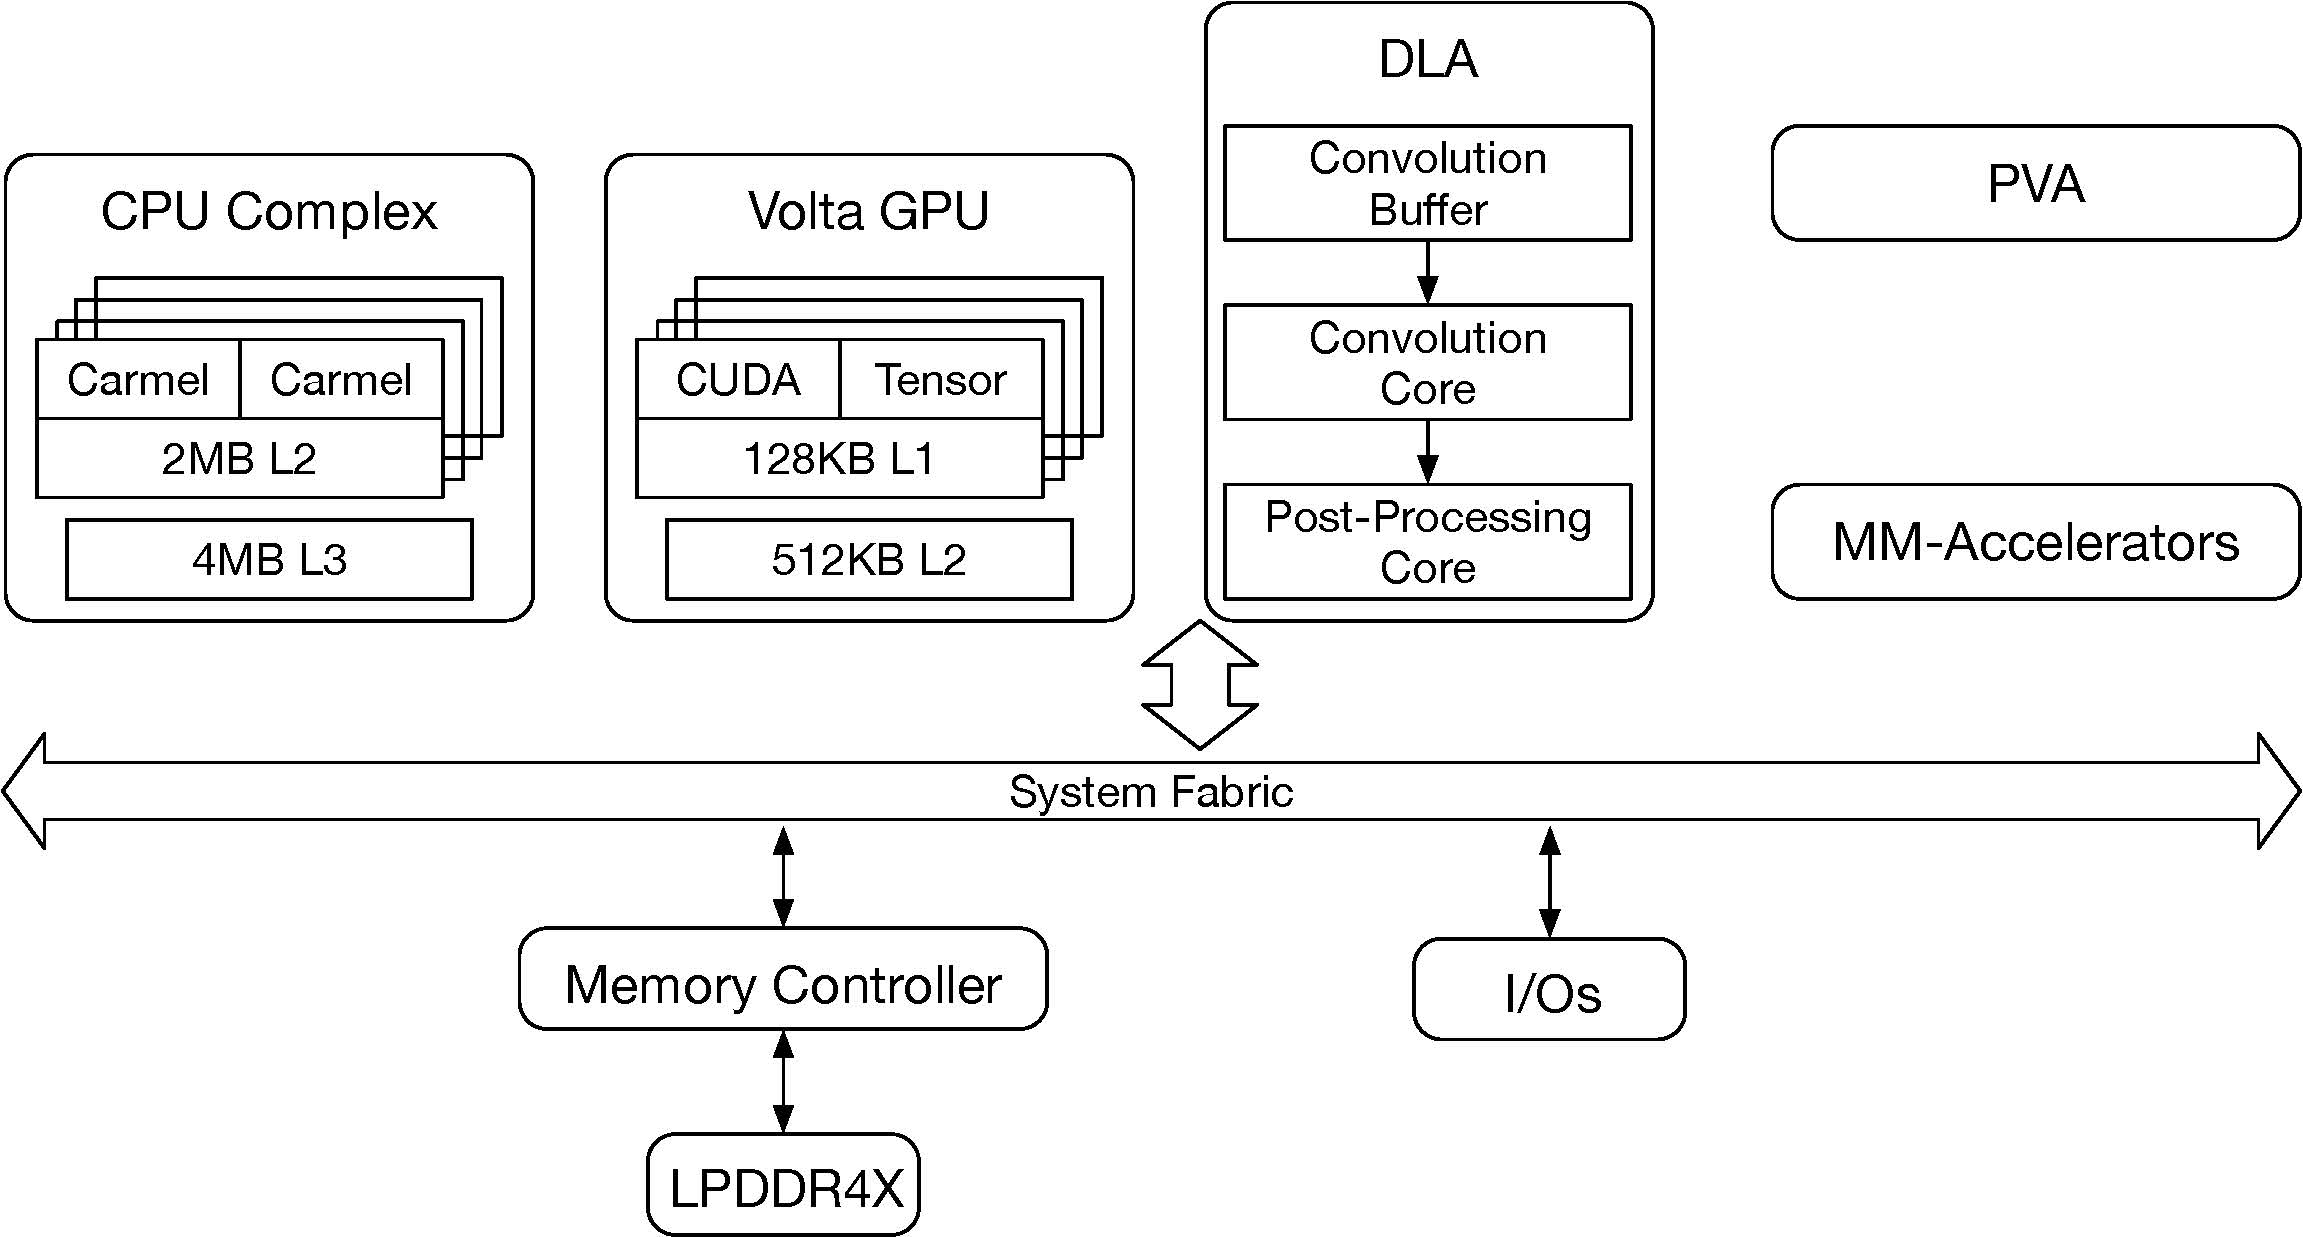 CPU Complex
Carmel
Carmel
2MB L2
4MB L3
Volta GPU
CUDA
Tensor
128KB L1
512KB L2
DLA
Convolution
Buffer
Convolution
Core
Post-Processing
Core
PVA
MM-Accelerators
System Fabric
Memory Controller
I/Os
LPDDR4X